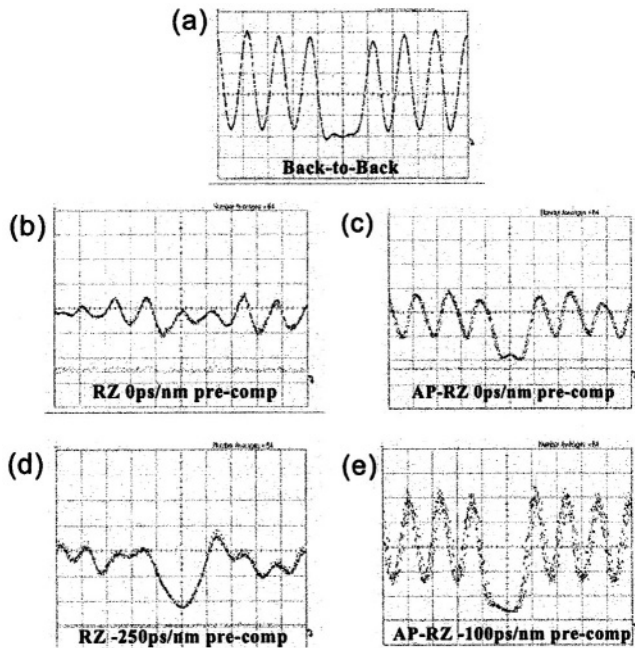 (a)
Back-to-Back
(b)
RZ 0ps/nm pre-comp
(c)
AP-RZ 0ps/nm pre-comp
(d)
RZ -250ps/nm pre-comp
(e)
AP-RZ -100ps/nm pre-comp